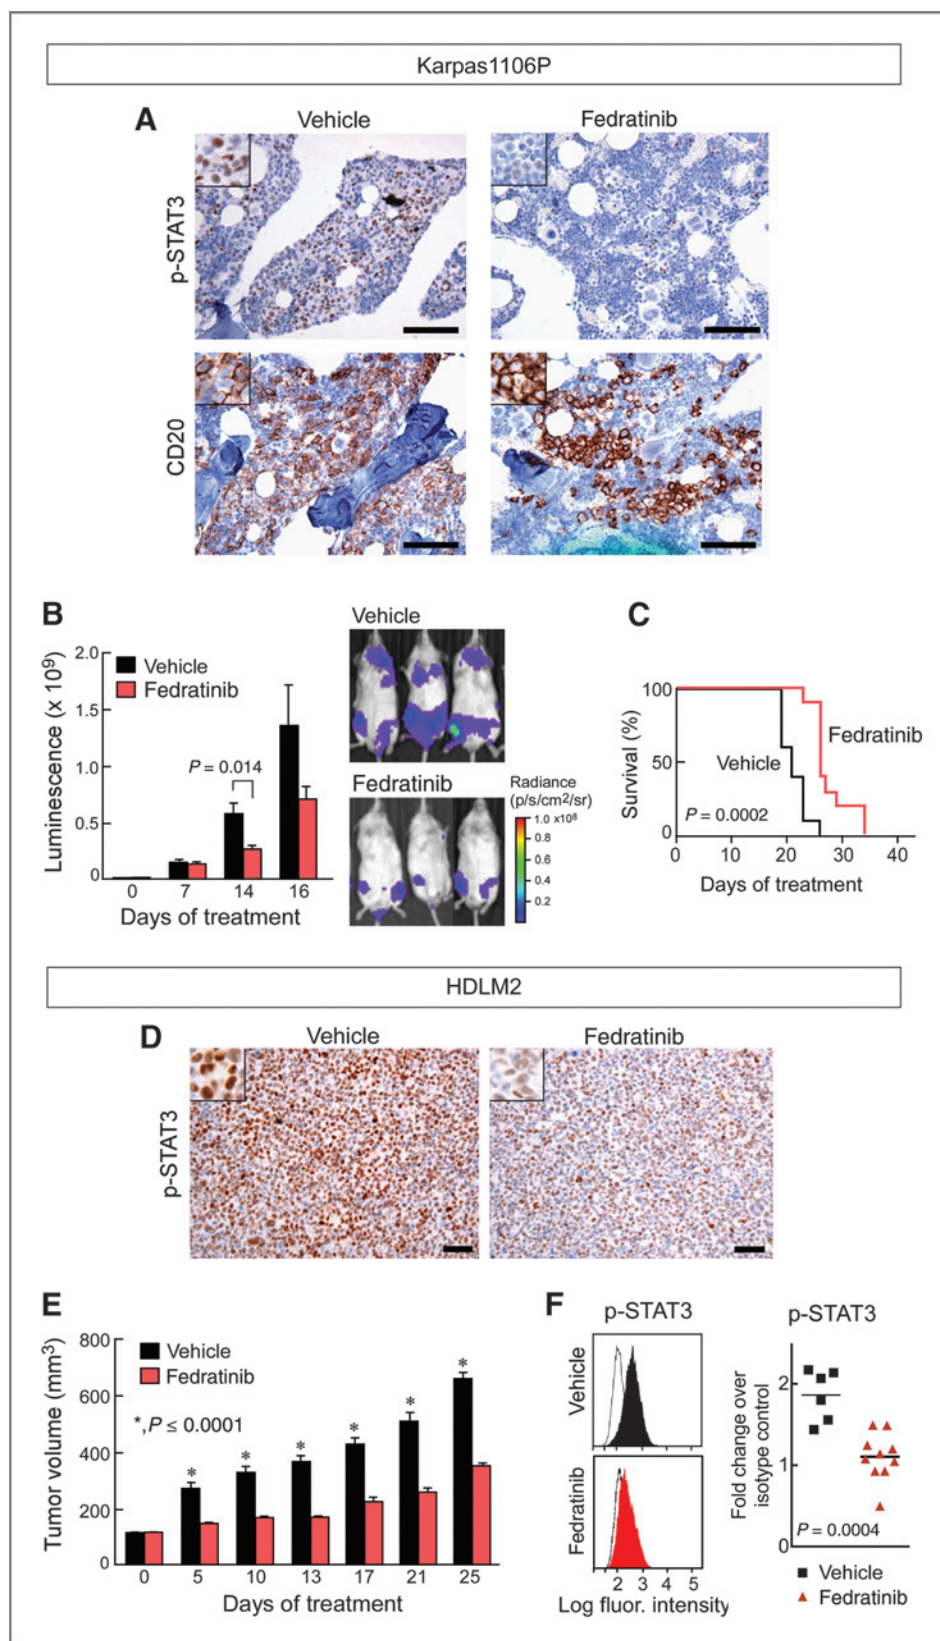 Karpas1106P
A
Vehicle
Fedratinib
p-STAT3
CD20
B
Vehicle
Fedratinib
Luminescence (x 10⁹)
2.0
1.5
1.0
0.5
0
P = 0.014
0 7 14 16
Days of treatment
Vehicle
Fedratinib
Radiance
(p/s/cm²/sr)
1.0 x10⁸
0.8
0.6
0.4
0.2
C
Survival (%)
100
50
0
Vehicle
Fedratinib
P = 0.0002
0 10 20 30 40
Days of treatment
HDLM2
D
Vehicle
Fedratinib
p-STAT3
E
Tumor volume (mm³)
800
600
400
200
0
Vehicle
Fedratinib
*, P ≤ 0.0001
* * * * * *
0 5 10 13 17 21 25
Days of treatment
F
p-STAT3
Vehicle
Fedratinib
2 3 4 5
Log fluor. intensity
p-STAT3
Fold change over
isotype control
2
1
0
P = 0.0004
Vehicle
Fedratinib